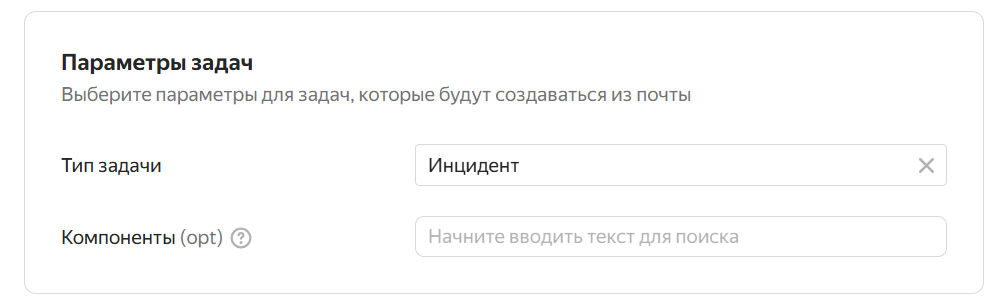 Параметры задач
Выберите параметры для задач, которые будут создаваться из почты
Тип задачи
Инцидент
Компоненты (opt) ?
Начните вводить текст для поиска